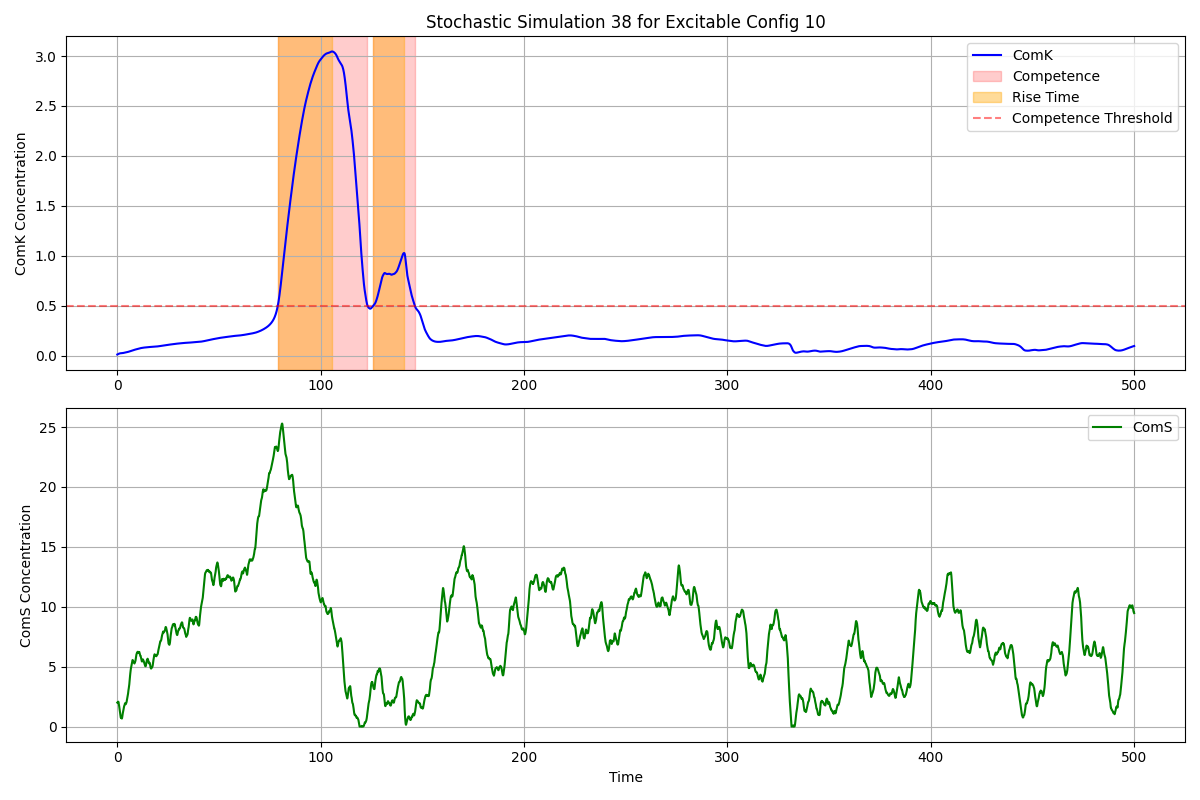 Stochastic Simulation 38 for Excitable Config 10
ComK Concentration
3.0
2.5
2.0
1.5
1.0
0.5
0.0
ComK
Competence
Rise Time
Competence Threshold
0 100 200 300 400 500
ComS Concentration
25
20
15
10
5
0
ComS
0 100 200 300 400 500
Time